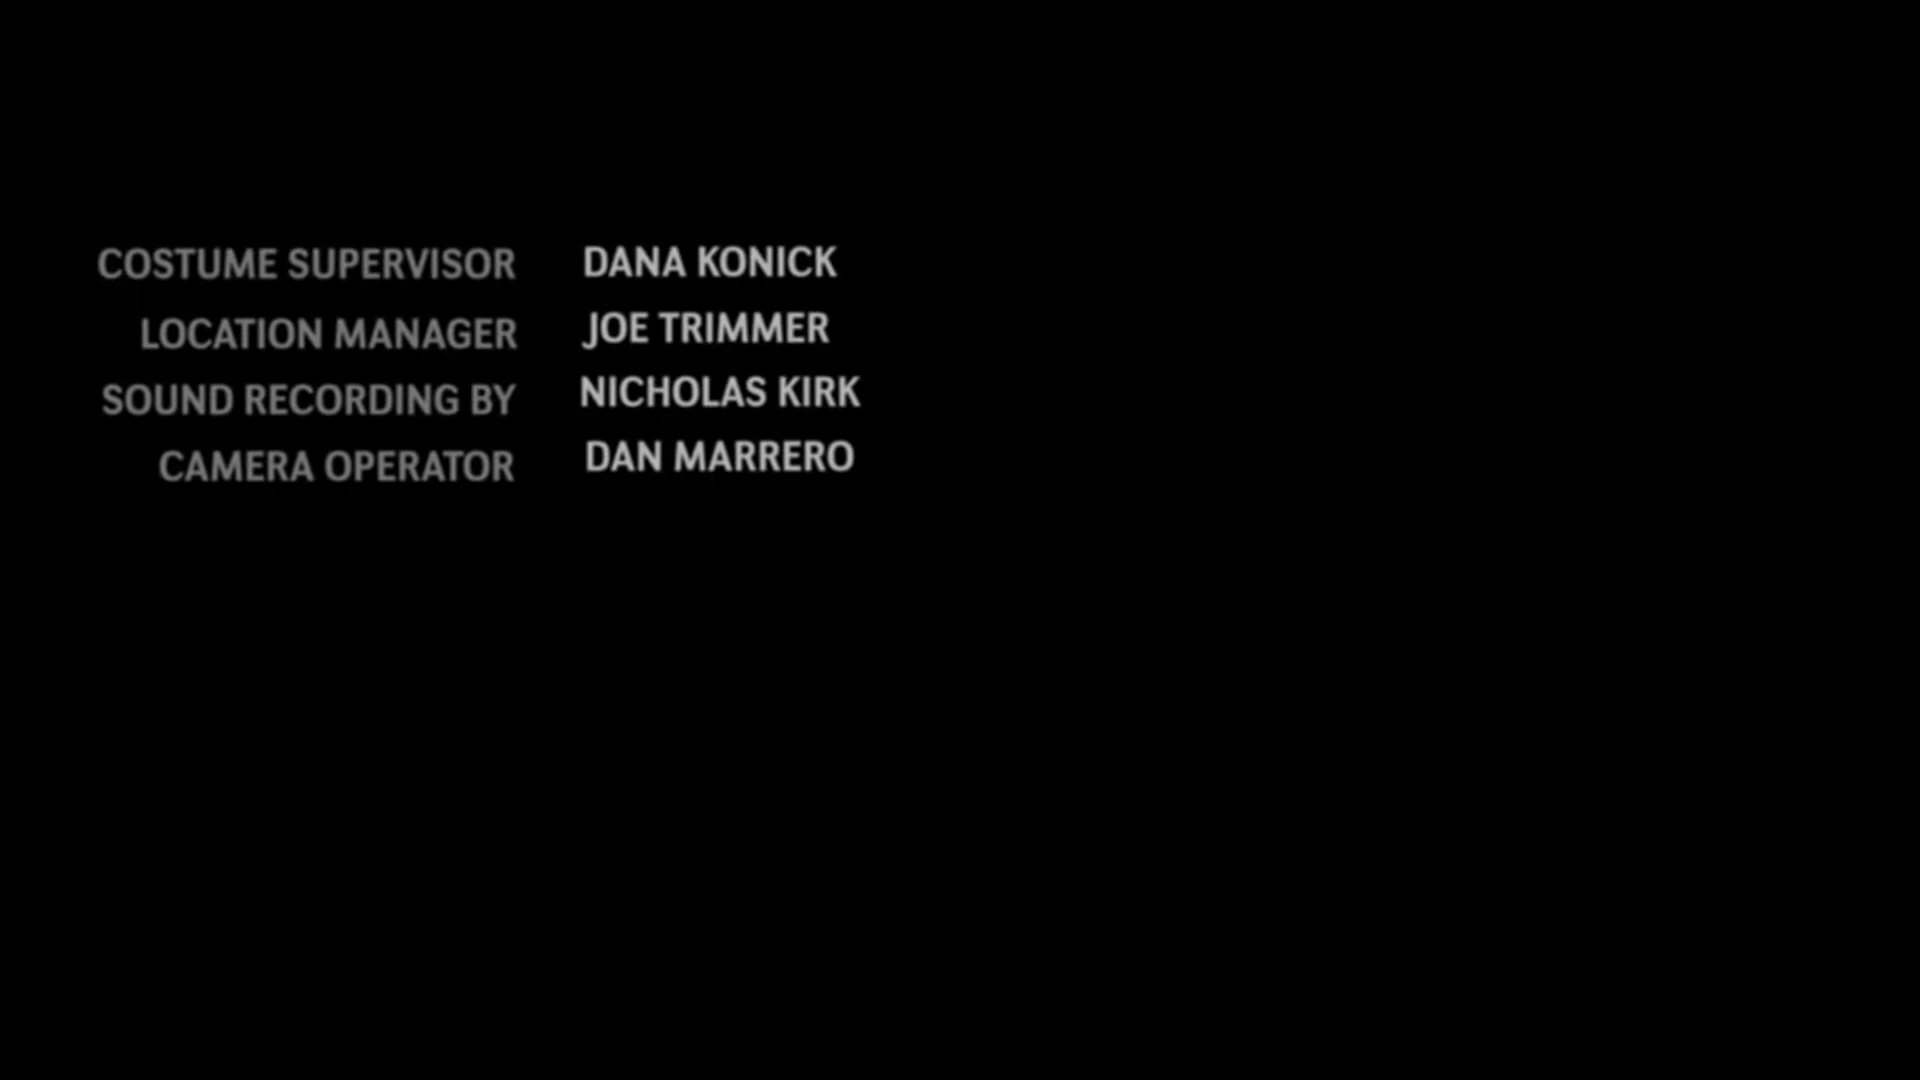 COSTUME SUPERVISOR DANA KONICK
LOCATION MANAGER JOE TRIMMER
SOUND RECORDING BY NICHOLAS KIRK
CAMERA OPERATOR DAN MARRERO